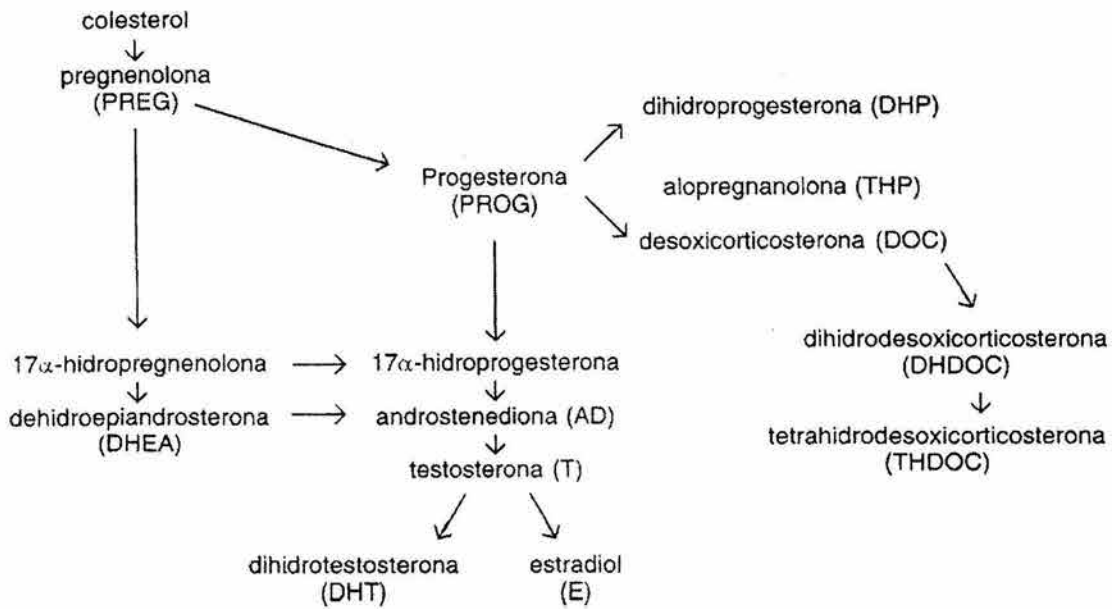 colesterol
pregnenolona
(PREG)
dihidroprogesterona (DHP)
Progesterona
(PROG)
alopregnanolona (THP)
desoxicorticosterona (DOC)
17α-hidropregnenolona
17α-hidroprogesterona
dihidrodesoxicorticosterona
(DHDOC)
dehidroepiandrosterona
(DHEA)
androstenediona (AD)
tetrahidrodesoxicorticosterona
(THDOC)
testosterona (T)
dihidrotestosterona
(DHT)
estradiol
(E)